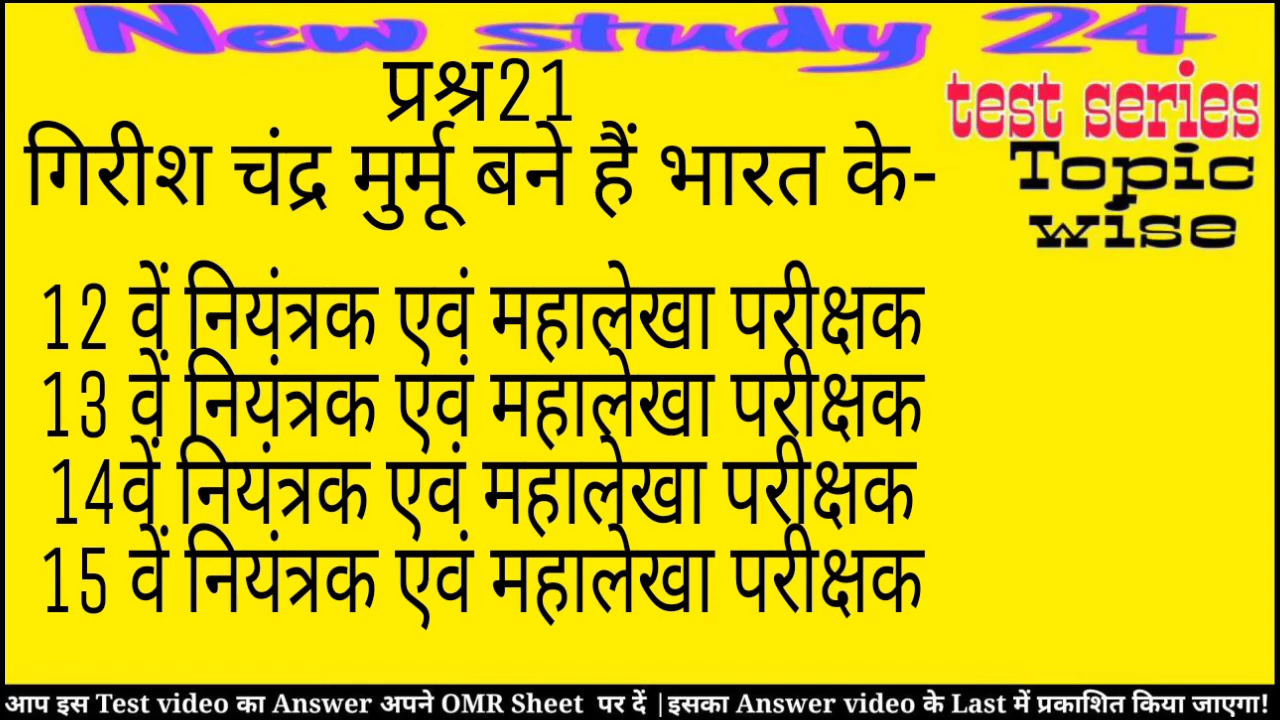 New study 24
test series
Topic
wise
प्रश्न21
गिरीश चंद्र मुर्मू बने हैं भारत के-
12 वें नियंत्रक एवं महालेखा परीक्षक
13 वें नियंत्रक एवं महालेखा परीक्षक
14वें नियंत्रक एवं महालेखा परीक्षक
15 वें नियंत्रक एवं महालेखा परीक्षक
आप इस Test video का Answer अपने OMR Sheet पर दें |इसका Answer video के Last में प्रकाशित किया जाएगा!